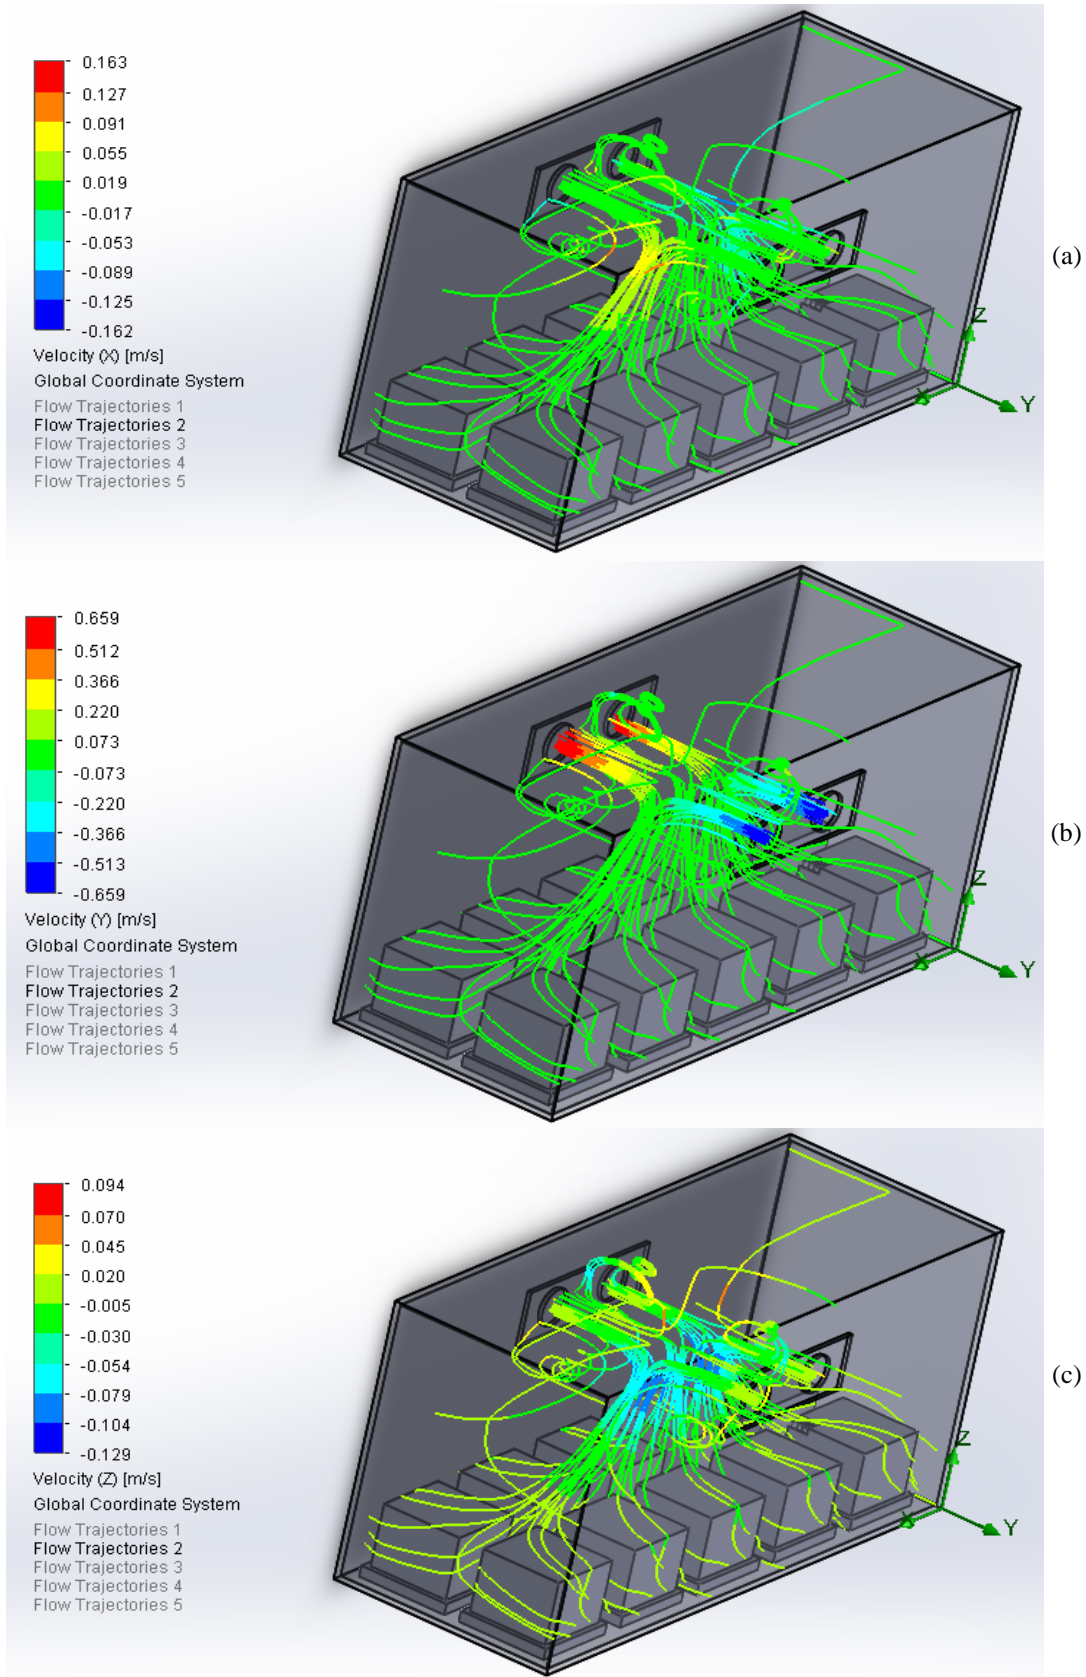 0.163
0.127
0.091
0.055
0.019
-0.017
-0.053
-0.089
-0.125
-0.162
Velocity (X) [m/s]
Global Coordinate System
Flow Trajectories 1
Flow Trajectories 2
Flow Trajectories 3
Flow Trajectories 4
Flow Trajectories 5
Z
X
Y
(a)
0.659
0.512
0.366
0.220
0.073
-0.073
-0.220
-0.366
-0.513
-0.659
Velocity (Y) [m/s]
Global Coordinate System
Flow Trajectories 1
Flow Trajectories 2
Flow Trajectories 3
Flow Trajectories 4
Flow Trajectories 5
Z
X
Y
(b)
0.094
0.070
0.045
0.020
-0.005
-0.030
-0.054
-0.079
-0.104
-0.129
Velocity (Z) [m/s]
Global Coordinate System
Flow Trajectories 1
Flow Trajectories 2
Flow Trajectories 3
Flow Trajectories 4
Flow Trajectories 5
Z
X
Y
(c)